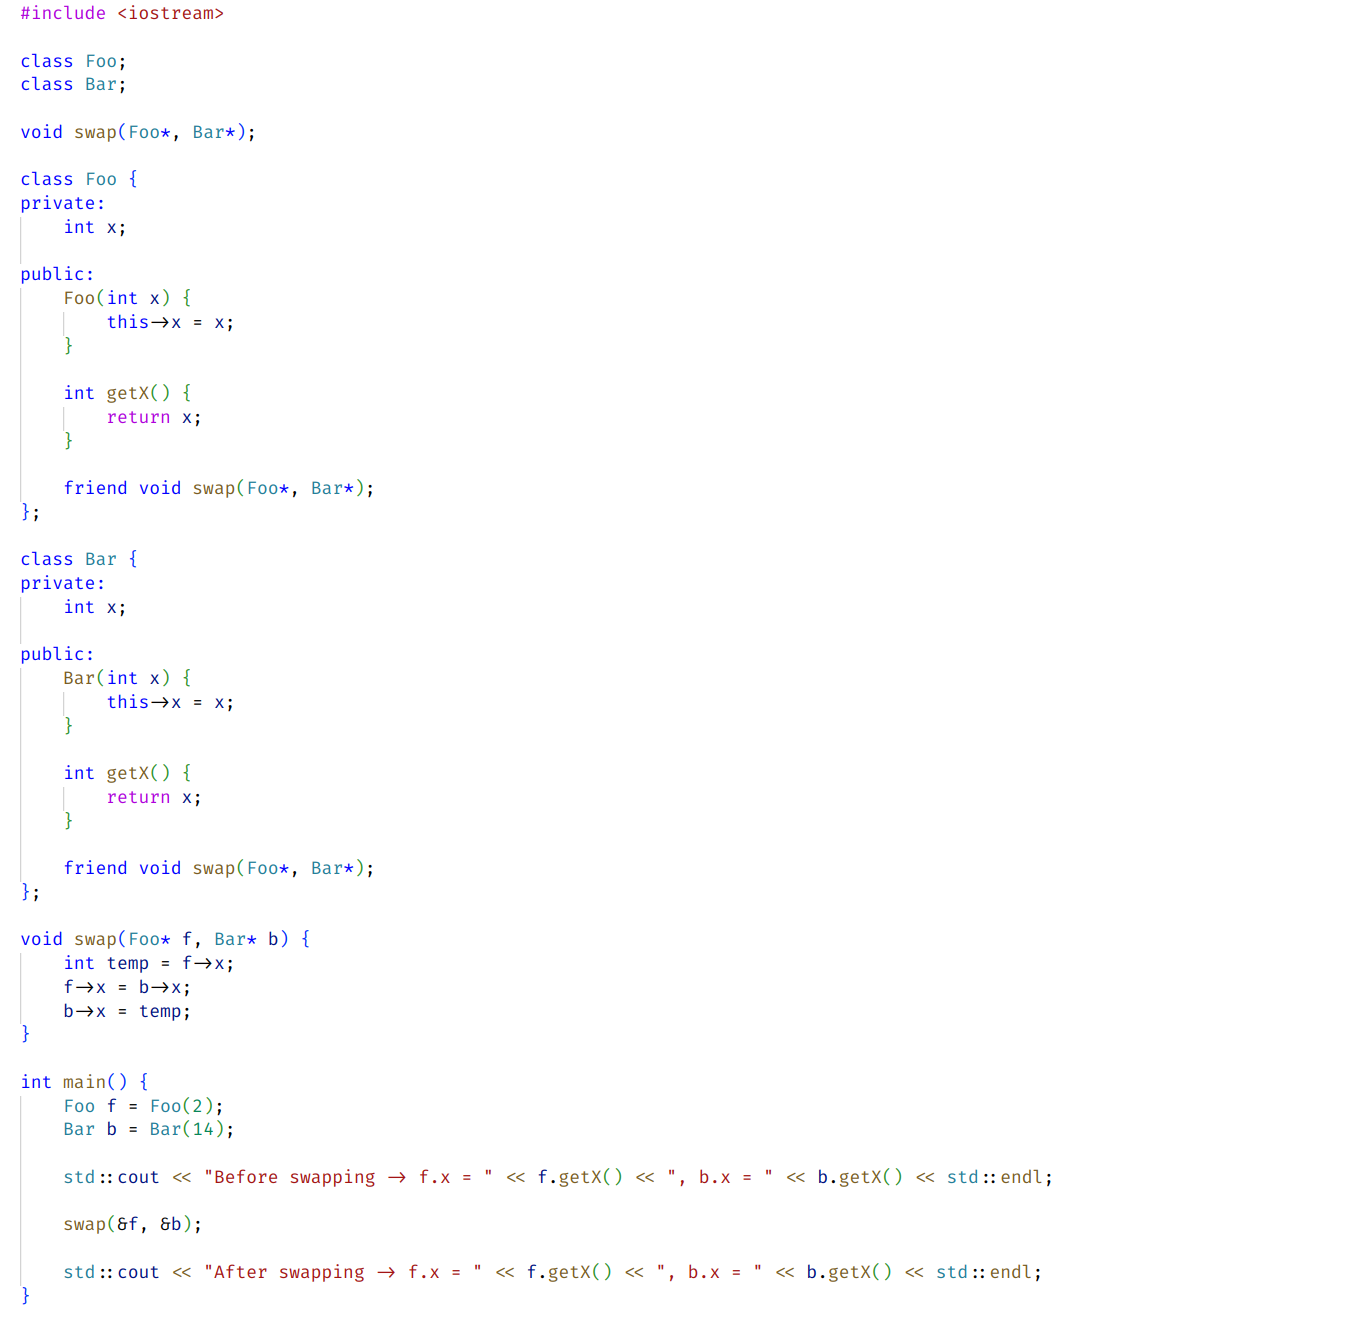 #include <iostream>

class Foo;
class Bar;

void swap(Foo*, Bar*);

class Foo {
private:
    int x;

public:
    Foo(int x) {
        this->x = x;
    }

    int getX() {
        return x;
    }

    friend void swap(Foo*, Bar*);
};

class Bar {
private:
    int x;

public:
    Bar(int x) {
        this->x = x;
    }

    int getX() {
        return x;
    }

    friend void swap(Foo*, Bar*);
};

void swap(Foo* f, Bar* b) {
    int temp = f->x;
    f->x = b->x;
    b->x = temp;
}

int main() {
    Foo f = Foo(2);
    Bar b = Bar(14);

    std::cout << "Before swapping -> f.x = " << f.getX() << ", b.x = " << b.getX() << std::endl;

    swap(&f, &b);

    std::cout << "After swapping -> f.x = " << f.getX() << ", b.x = " << b.getX() << std::endl;
}